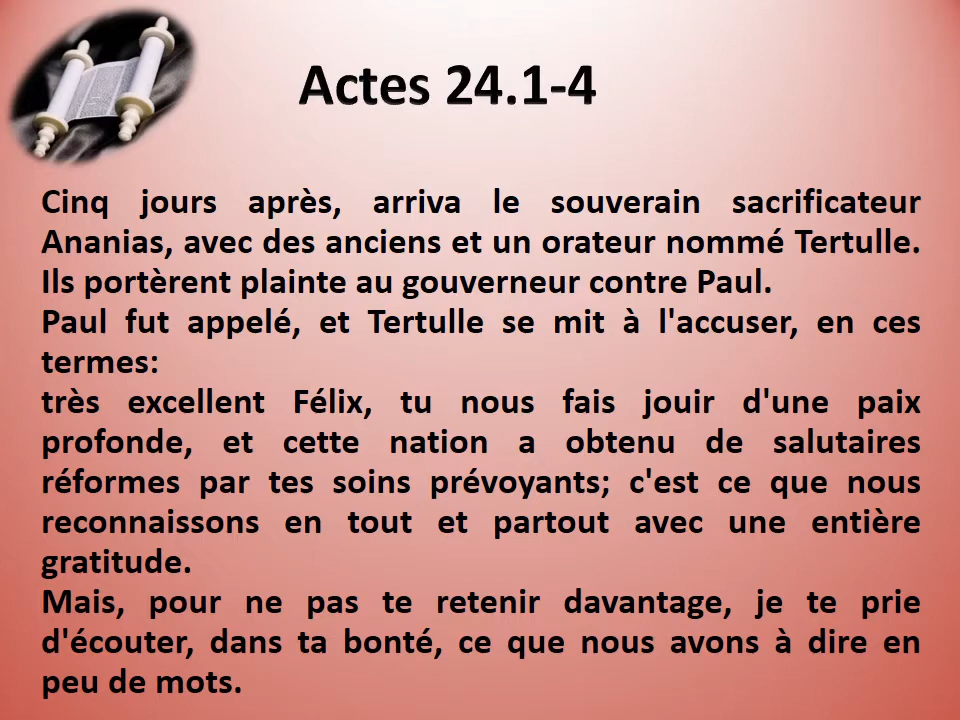 Actes 24.1-4
Cinq jours après, arriva le souverain sacrificateur
Ananias, avec des anciens et un orateur nommé Tertulle.
Ils portèrent plainte au gouverneur contre Paul.
Paul fut appelé, et Tertulle se mit à l'accuser, en ces
termes:
très excellent Félix, tu nous fais jouir d'une paix
profonde, et cette nation a obtenu de salutaires
réformes par tes soins prévoyants; c'est ce que nous
reconnaissons en tout et partout avec une entière
gratitude.
Mais, pour ne pas te retenir davantage, je te prie
d'écouter, dans ta bonté, ce que nous avons à dire en
peu de mots.